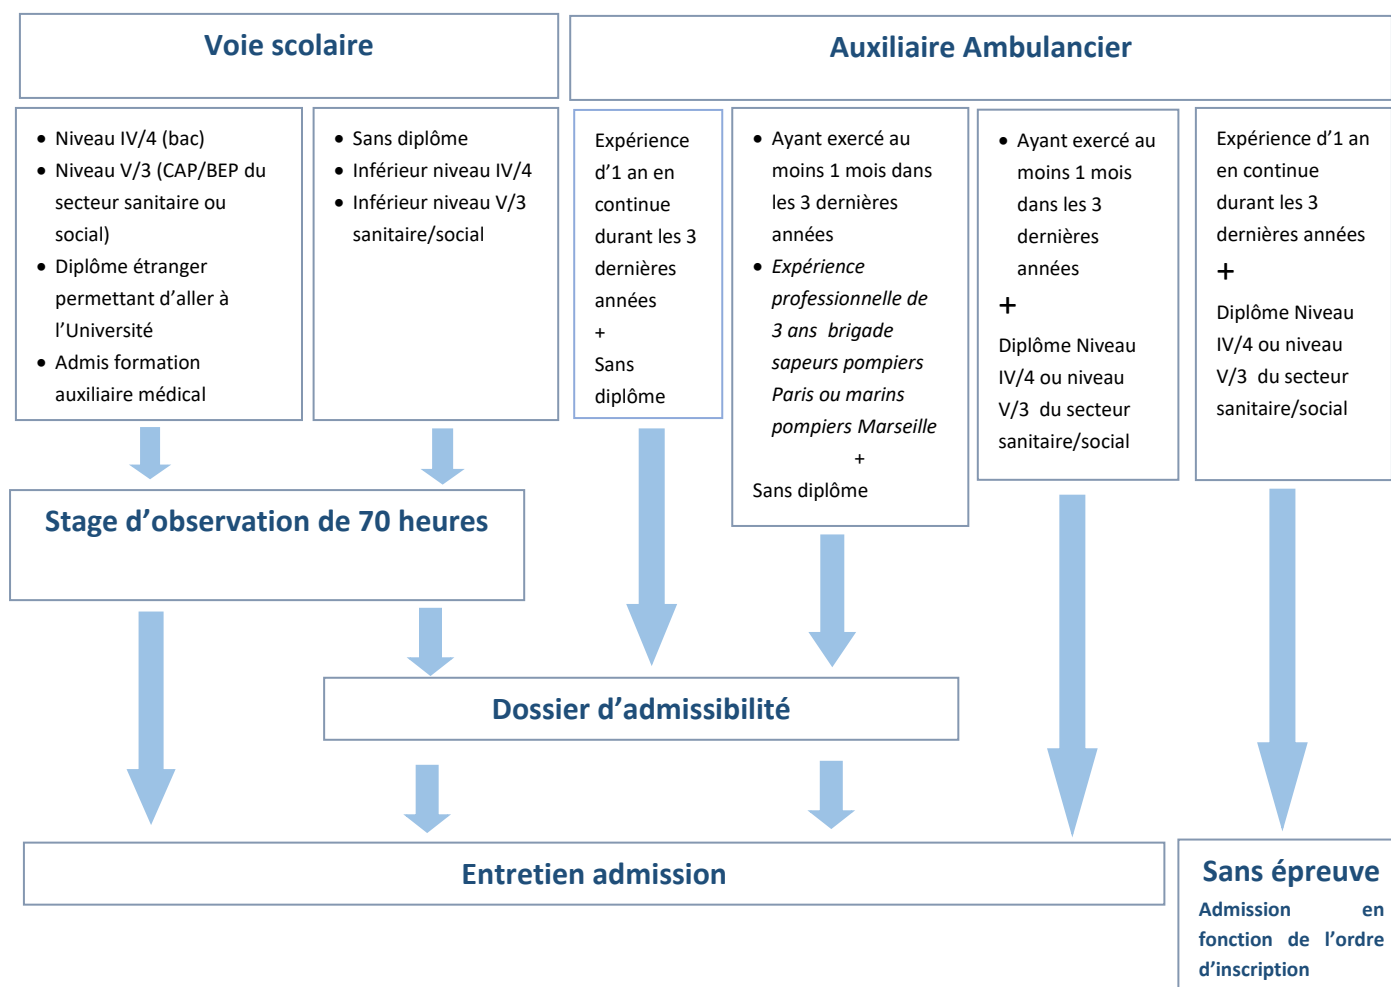 Voie scolaire
Auxiliaire Ambulancier
• Niveau IV/4 (bac)
• Niveau V/3 (CAP/BEP du
secteur sanitaire ou
social)
• Diplôme étranger
permettant d’aller à
l’Université
• Admis formation
auxiliaire médical
• Sans diplôme
• Inférieur niveau IV/4
• Inférieur niveau V/3
sanitaire/social
Expérience
d’1 an en
continue
durant les 3
dernières
années
+
Sans
diplôme
• Ayant exercé au
moins 1 mois dans
les 3 dernières
années
• Expérience
professionnelle de
3 ans brigade
sapeurs pompiers
Paris ou marins
pompiers Marseille
+
Sans diplôme
• Ayant exercé au
moins 1 mois
dans les 3
dernières
années
+
Diplôme Niveau
IV/4 ou niveau
V/3 du secteur
sanitaire/social
Expérience d’1 an
en continue
durant les 3
dernières années
+
Diplôme Niveau
IV/4 ou niveau
V/3 du secteur
sanitaire/social
Stage d’observation de 70 heures
Dossier d’admissibilité
Entretien admission
Sans épreuve
Admission en
fonction de l’ordre
d’inscription